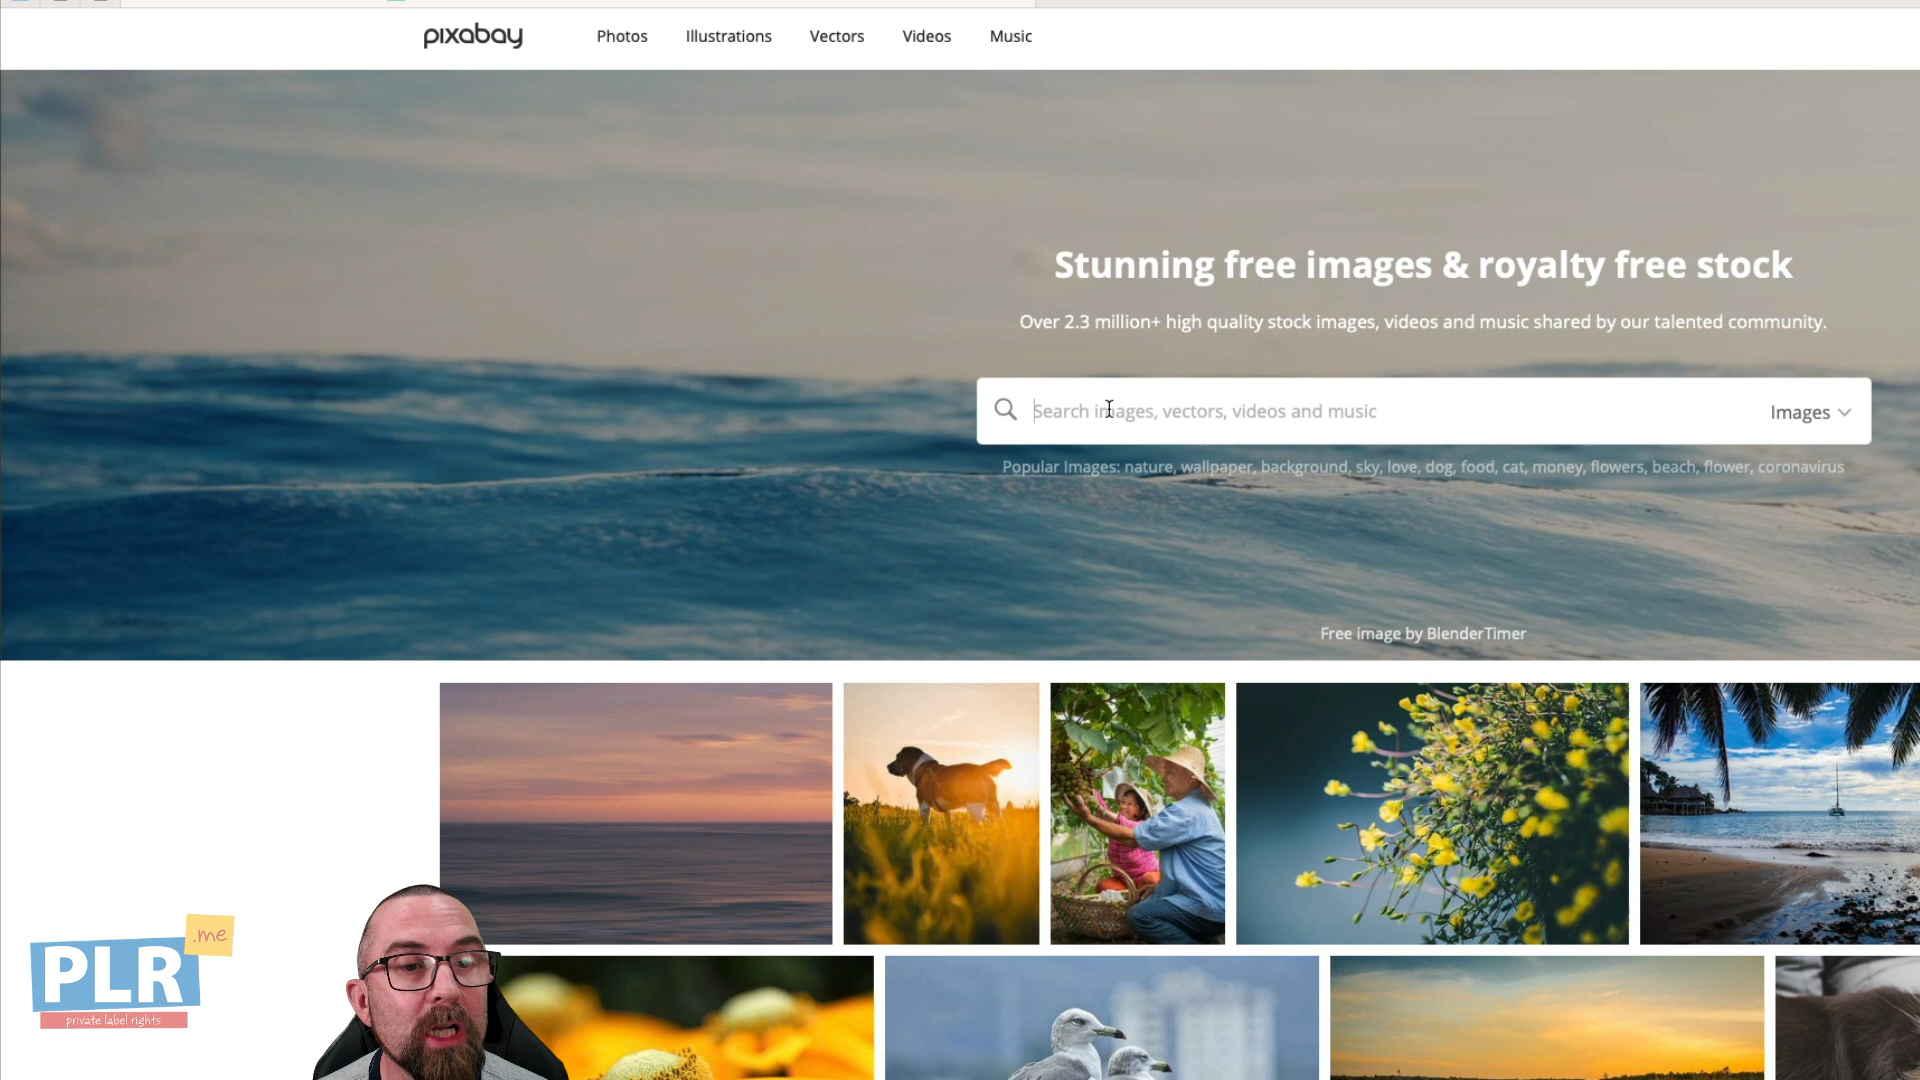 pixabay
Photos
Illustrations
Vectors
Videos
Music
Stunning free images & royalty free stock
Over 2.3 million+ high quality stock images, videos and music shared by our talented community.
Search images, vectors, videos and music
Images
Popular Images: nature, wallpaper, background, sky, love, dog, food, cat, money, flowers, beach, flower, coronavirus
Free image by BlenderTimer
.me
PLR
private label rights